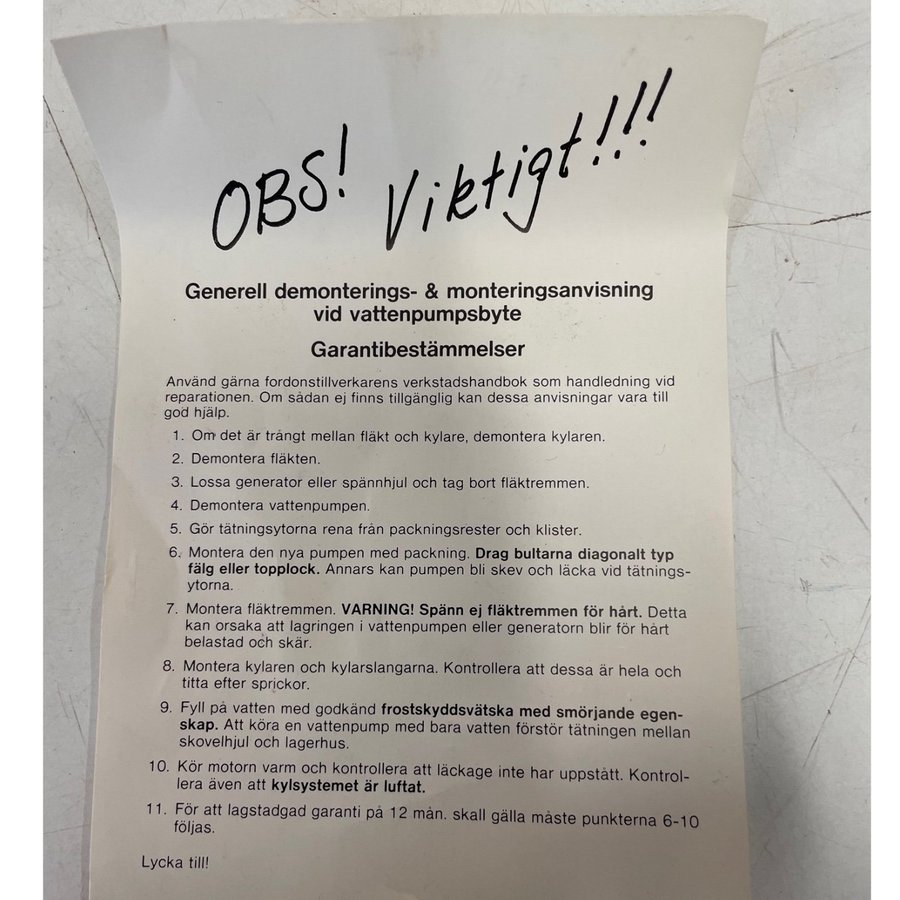 OBS! Viktigt!!!
Generell demonterings- & monteringsanvisning
vid vattenpumpsbyte
Garantibestämmelser
Använd gärna fordonstillverkarens verkstadshandbok som handledning vid
reparationen. Om sådan ej finns tillgänglig kan dessa anvisningar vara till
god hjälp.
1. Om det är trångt mellan fläkt och kylare, demontera kylaren.
2. Demontera fläkten.
3. Lossa generator eller spännhjul och tag bort fläktremmen.
4. Demontera vattenpumpen.
5. Gör tätningsytorna rena från packningsrester och klister.
6. Montera den nya pumpen med packning. Drag bultarna diagonalt typ
fälg eller topplock. Annars kan pumpen bli skev och läcka vid tätnings-
ytorna.
7. Montera fläktremmen. VARNING! Spänn ej fläktremmen för hårt. Detta
kan orsaka att lagringen i vattenpumpen eller generatorn blir för hårt
belastad och skär.
8. Montera kylaren och kylarslangarna. Kontrollera att dessa är hela och
titta efter sprickor.
9. Fyll på vatten med godkänd frostskyddsvätska med smörjande egen-
skap. Att köra en vattenpump med bara vatten förstör tätningen mellan
skovelhjul och lagerhus.
10. Kör motorn varm och kontrollera att läckage inte har uppstått. Kontrol-
lera även att kylsystemet är luftat.
11. För att lagstadgad garanti på 12 mån. skall gälla måste punkterna 6-10
följas.
Lycka till!